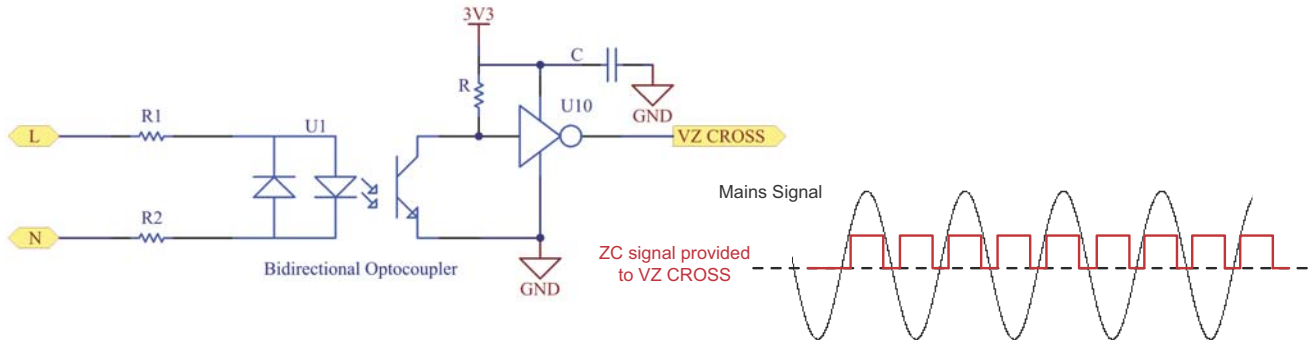 3V3
C
R
U10
GND
R1
U1
L
VZ CROSS
R2
N
Bidirectional Optocoupler
GND
Mains Signal
ZC signal provided
to VZ CROSS